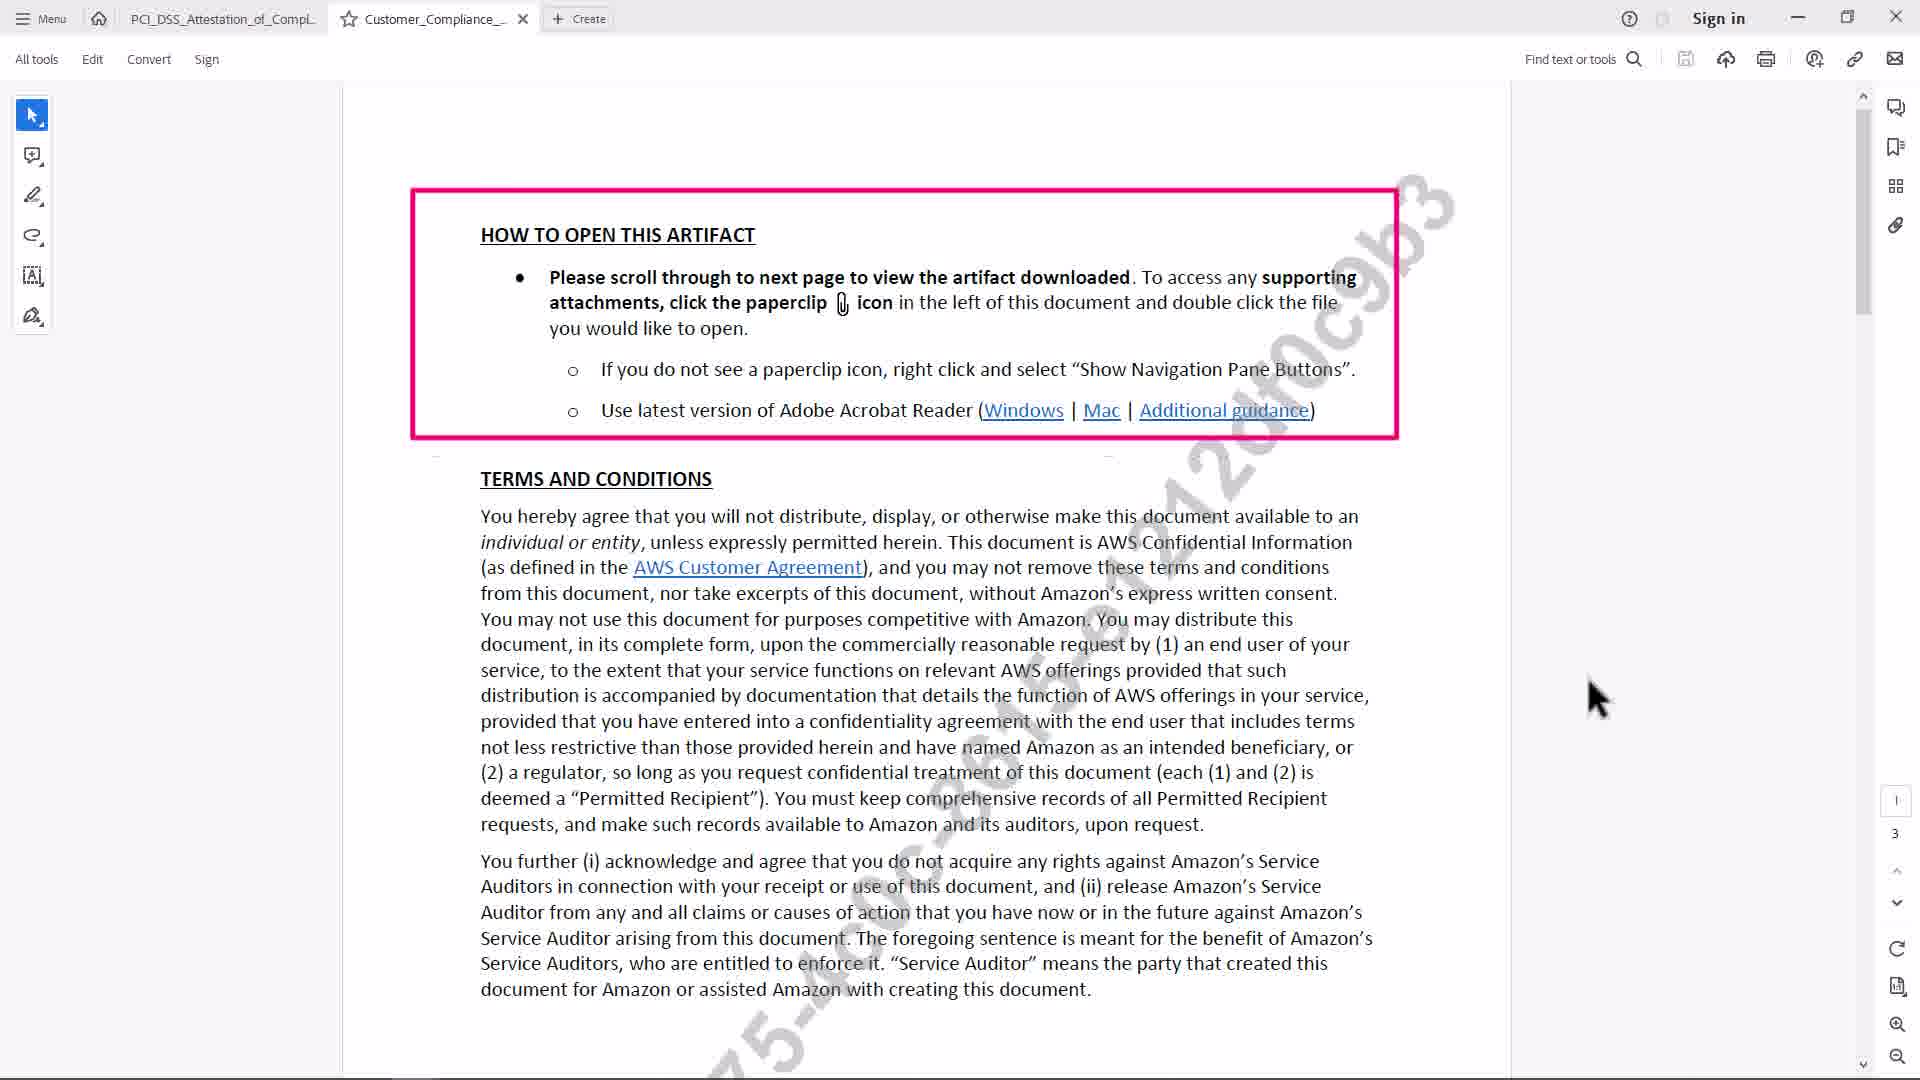 Menu
PCI_DSS_Attestation_of_Compl...
Customer_Compliance_...
Create
Sign in
All tools
Edit
Convert
Sign
Find text or tools
HOW TO OPEN THIS ARTIFACT
● Please scroll through to next page to view the artifact downloaded. To access any supporting
attachments, click the paperclip icon in the left of this document and double click the file
you would like to open.
o If you do not see a paperclip icon, right click and select “Show Navigation Pane Buttons”.
o Use latest version of Adobe Acrobat Reader (Windows | Mac | Additional guidance)
TERMS AND CONDITIONS
You hereby agree that you will not distribute, display, or otherwise make this document available to an
individual or entity, unless expressly permitted herein. This document is AWS Confidential Information
(as defined in the AWS Customer Agreement), and you may not remove these terms and conditions
from this document, nor take excerpts of this document, without Amazon’s express written consent.
You may not use this document for purposes competitive with Amazon. You may distribute this
document, in its complete form, upon the commercially reasonable request by (1) an end user of your
service, to the extent that your service functions on relevant AWS offerings provided that such
distribution is accompanied by documentation that details the function of AWS offerings in your service,
provided that you have entered into a confidentiality agreement with the end user that includes terms
not less restrictive than those provided herein and have named Amazon as an intended beneficiary, or
(2) a regulator, so long as you request confidential treatment of this document (each (1) and (2) is
deemed a “Permitted Recipient”). You must keep comprehensive records of all Permitted Recipient
requests, and make such records available to Amazon and its auditors, upon request.
You further (i) acknowledge and agree that you do not acquire any rights against Amazon’s Service
Auditors in connection with your receipt or use of this document, and (ii) release Amazon’s Service
Auditor from any and all claims or causes of action that you have now or in the future against Amazon’s
Service Auditor arising from this document. The foregoing sentence is meant for the benefit of Amazon’s
Service Auditors, who are entitled to enforce it. “Service Auditor” means the party that created this
document for Amazon or assisted Amazon with creating this document.
75-4c0c-8615-e1212df0c9b3
1
3